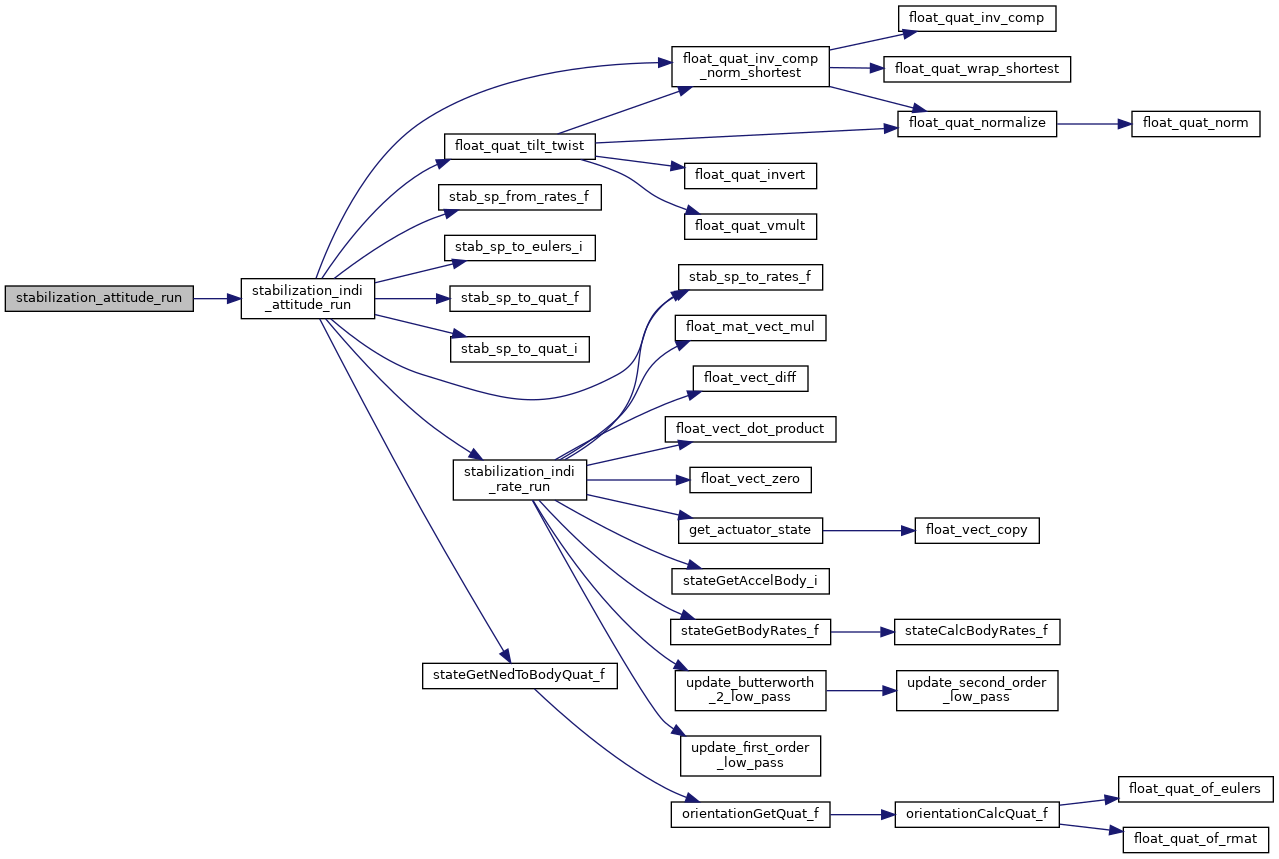 float_quat_inv_comp
float_quat_inv_comp
_norm_shortest
float_quat_wrap_shortest
float_quat_normalize
float_quat_norm
float_quat_tilt_twist
float_quat_invert
stab_sp_from_rates_f
float_quat_vmult
stab_sp_to_eulers_i
stab_sp_to_rates_f
stabilization_attitude_run
stabilization_indi
_attitude_run
stab_sp_to_quat_f
float_mat_vect_mul
stab_sp_to_quat_i
float_vect_diff
float_vect_dot_product
stabilization_indi
_rate_run
float_vect_zero
get_actuator_state
float_vect_copy
stateGetAccelBody_i
stateGetBodyRates_f
stateCalcBodyRates_f
stateGetNedToBodyQuat_f
update_butterworth
_2_low_pass
update_second_order
_low_pass
update_first_order
_low_pass
float_quat_of_eulers
orientationGetQuat_f
orientationCalcQuat_f
float_quat_of_rmat